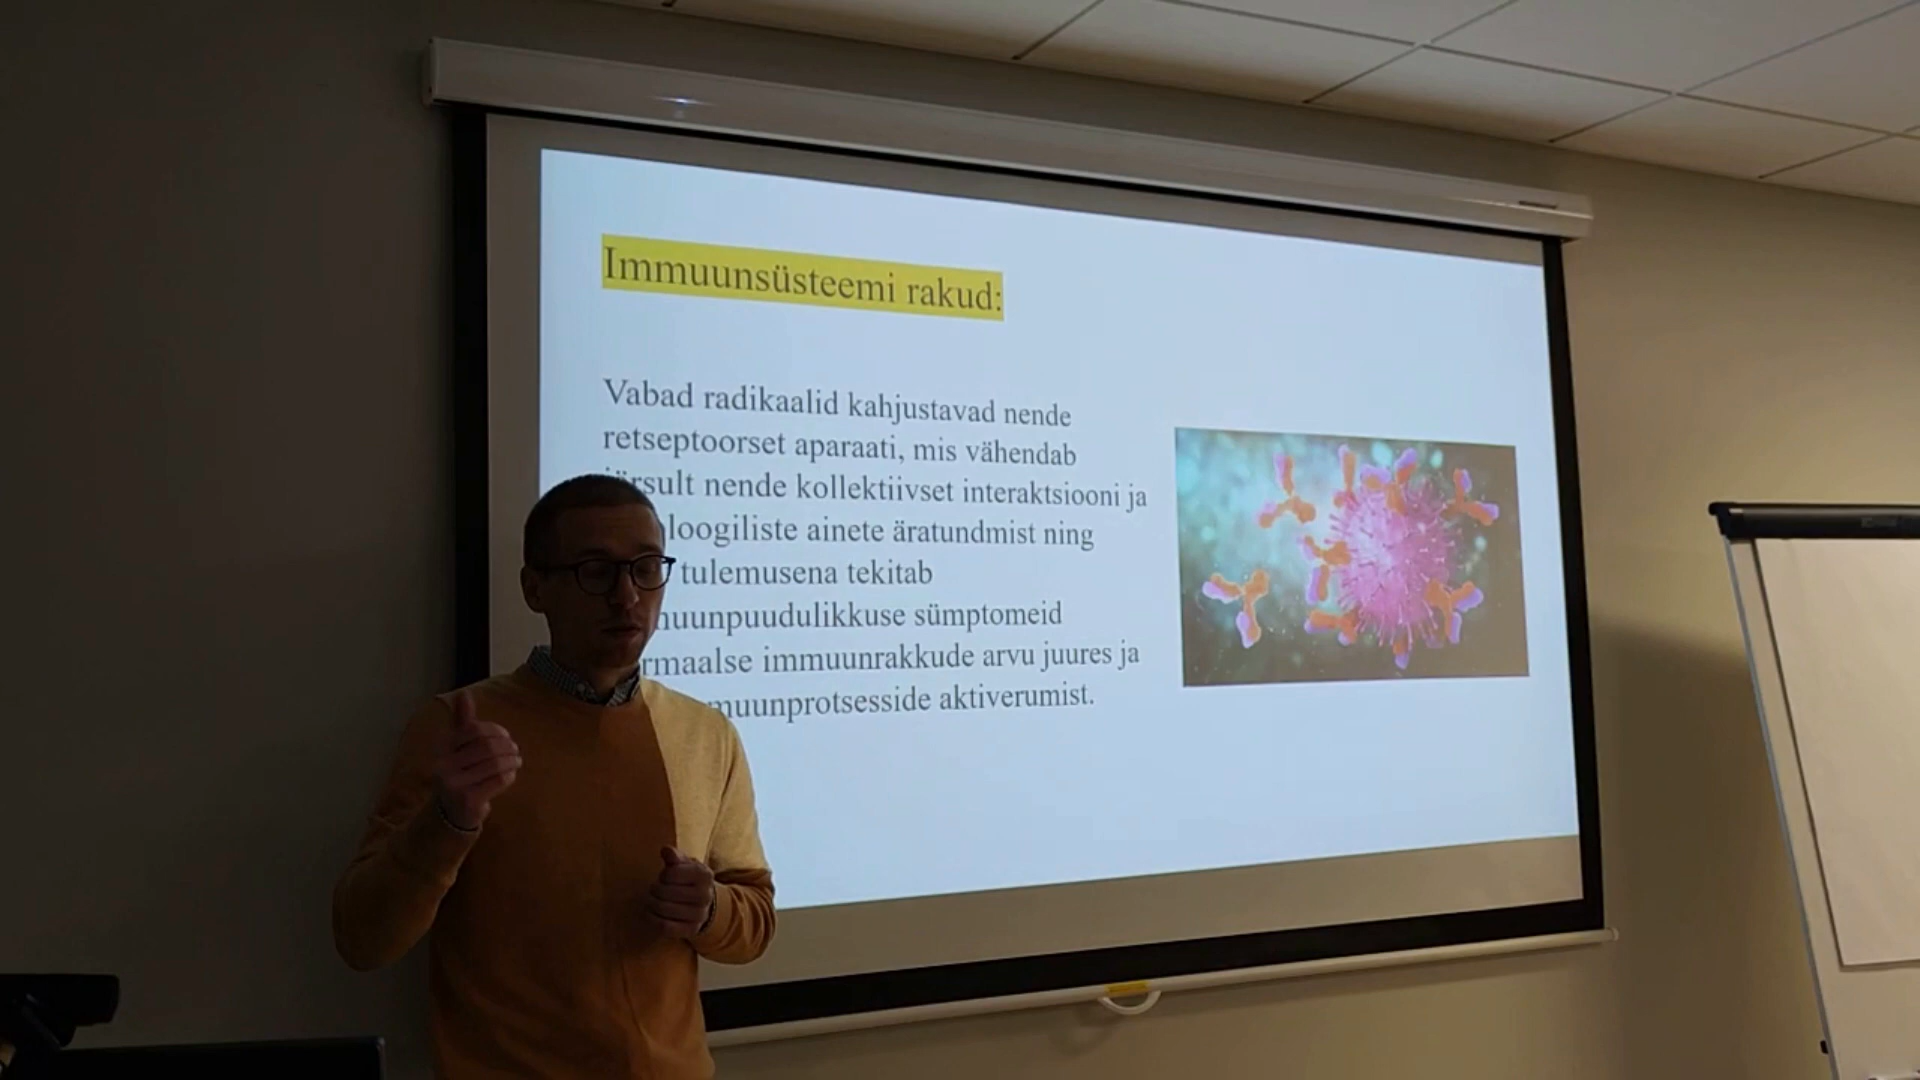 Immuunsüsteemi rakud:
Vabad radikaalid kahjustavad nende
retseptoorset aparaati, mis vähendab
nende kollektiivset interaktsiooni ja
ainete äratundmist ning
tulemusena tekitab
sümptomeid
immuunrakkude arvu juures ja
aktiverumist.